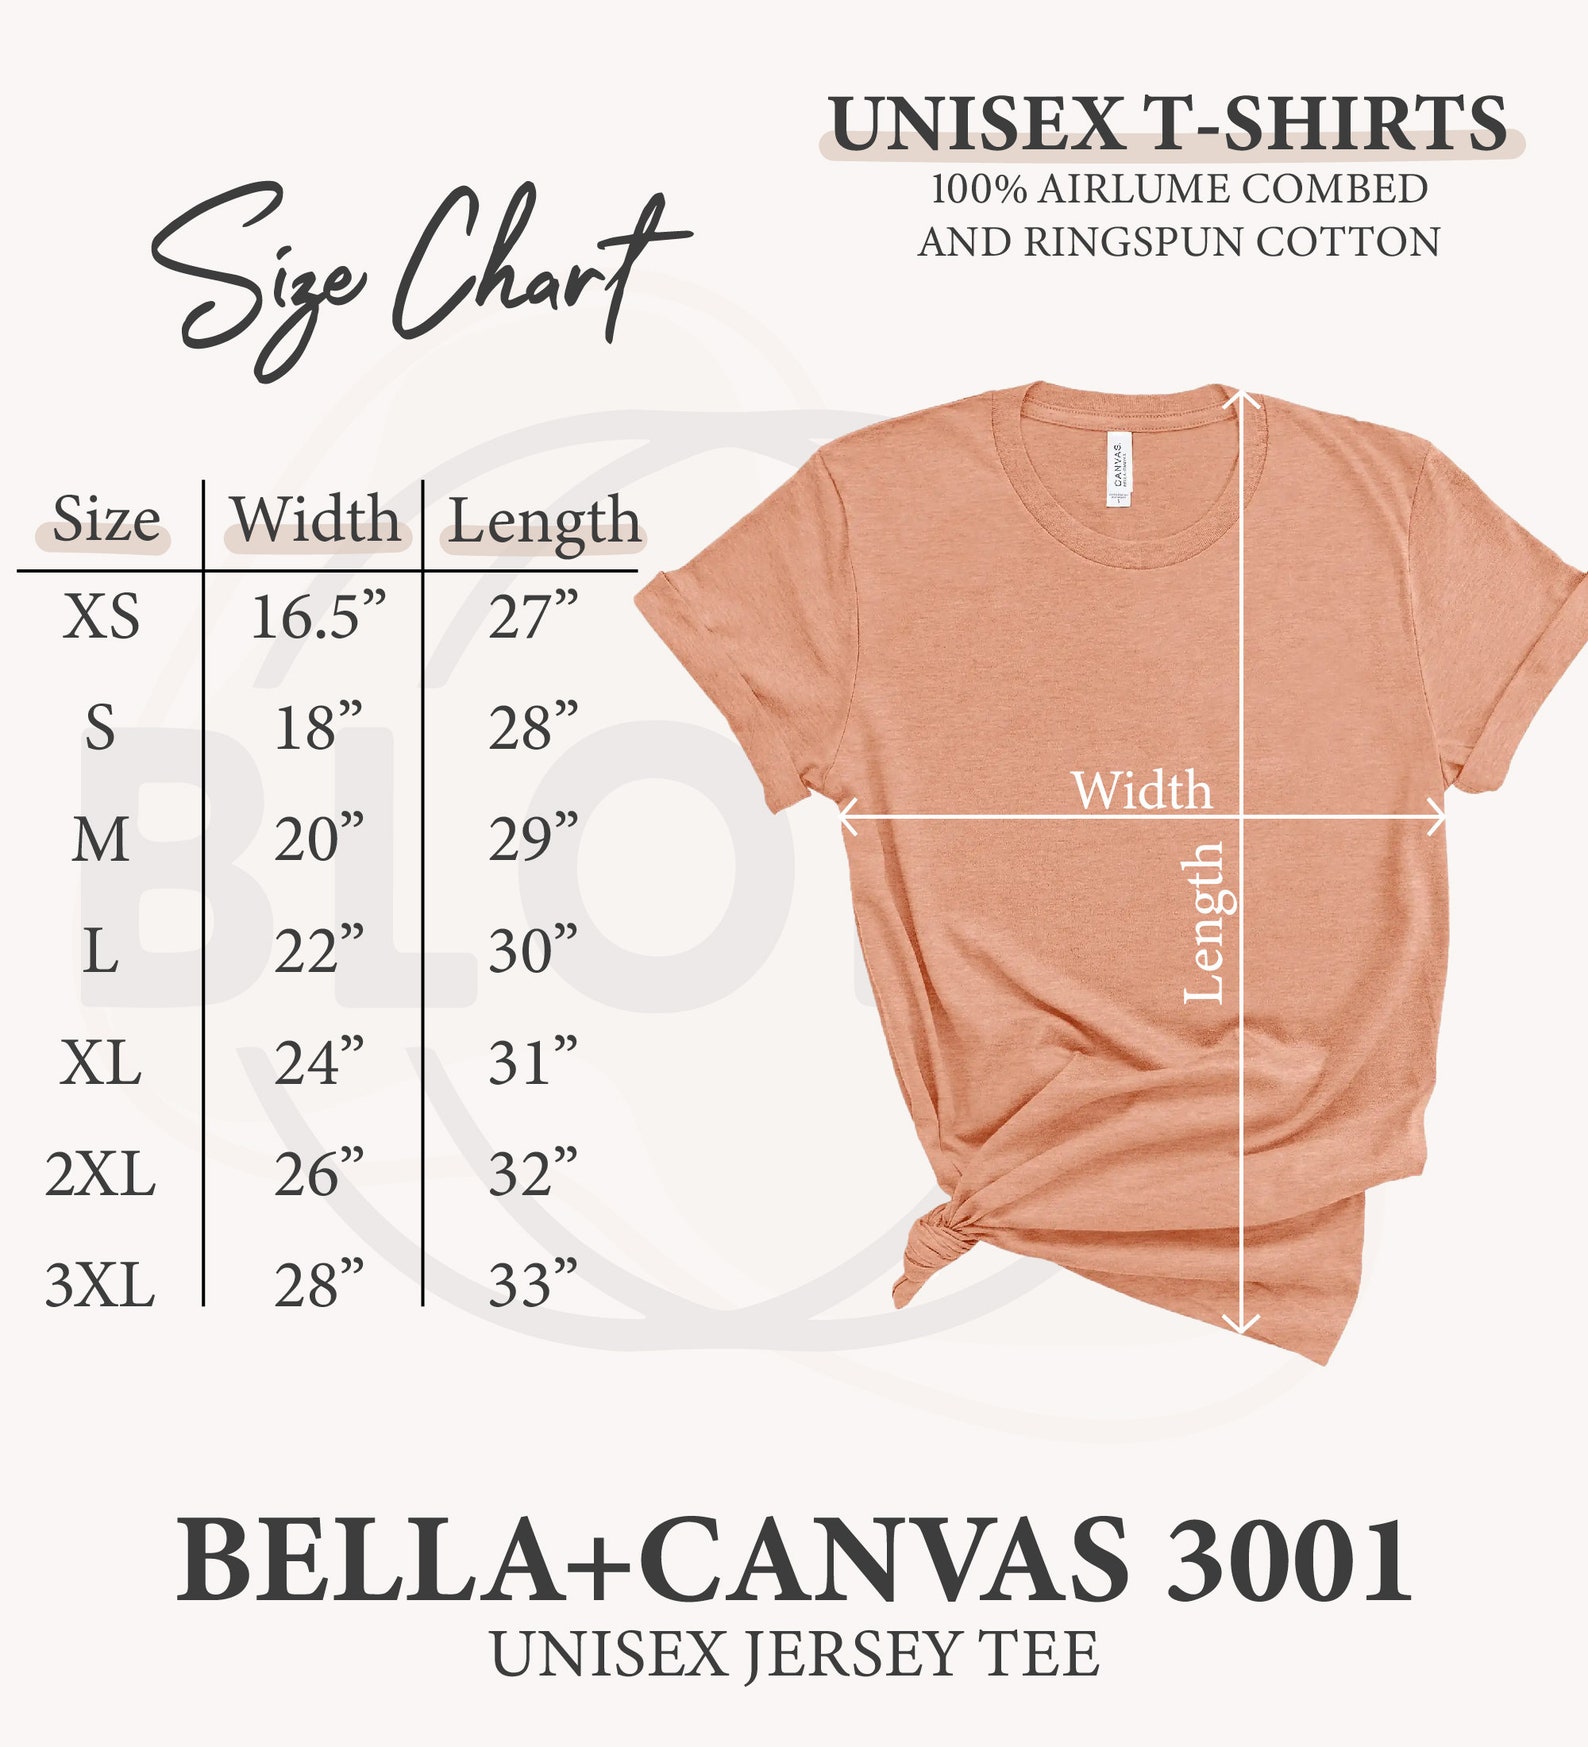 UNISEX T-SHIRTS
100% AIRLUME COMBED
AND RINGSPUN COTTON
Size Chart
Size Width Length
XS 16.5” 27”
S 18” 28”
M 20” 29”
L 22” 30”
XL 24” 31”
2XL 26” 32”
3XL 28” 33”
CANVAS.
Width
Length
BELLA+CANVAS 3001
UNISEX JERSEY TEE